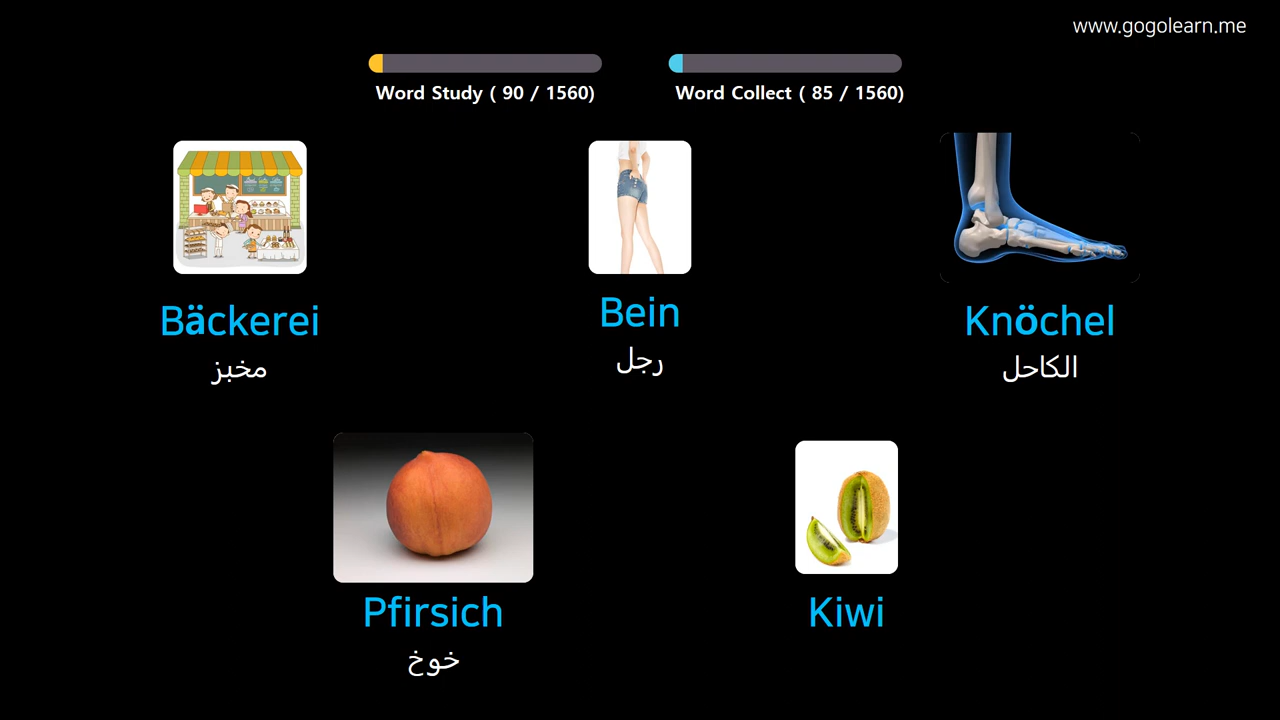 www.gogolearn.me
Word Study ( 90 / 1560)
Word Collect ( 85 / 1560)
Bäckerei
مخبز
Bein
رجل
Knöchel
الكاحل
Pfirsich
خوخ
Kiwi